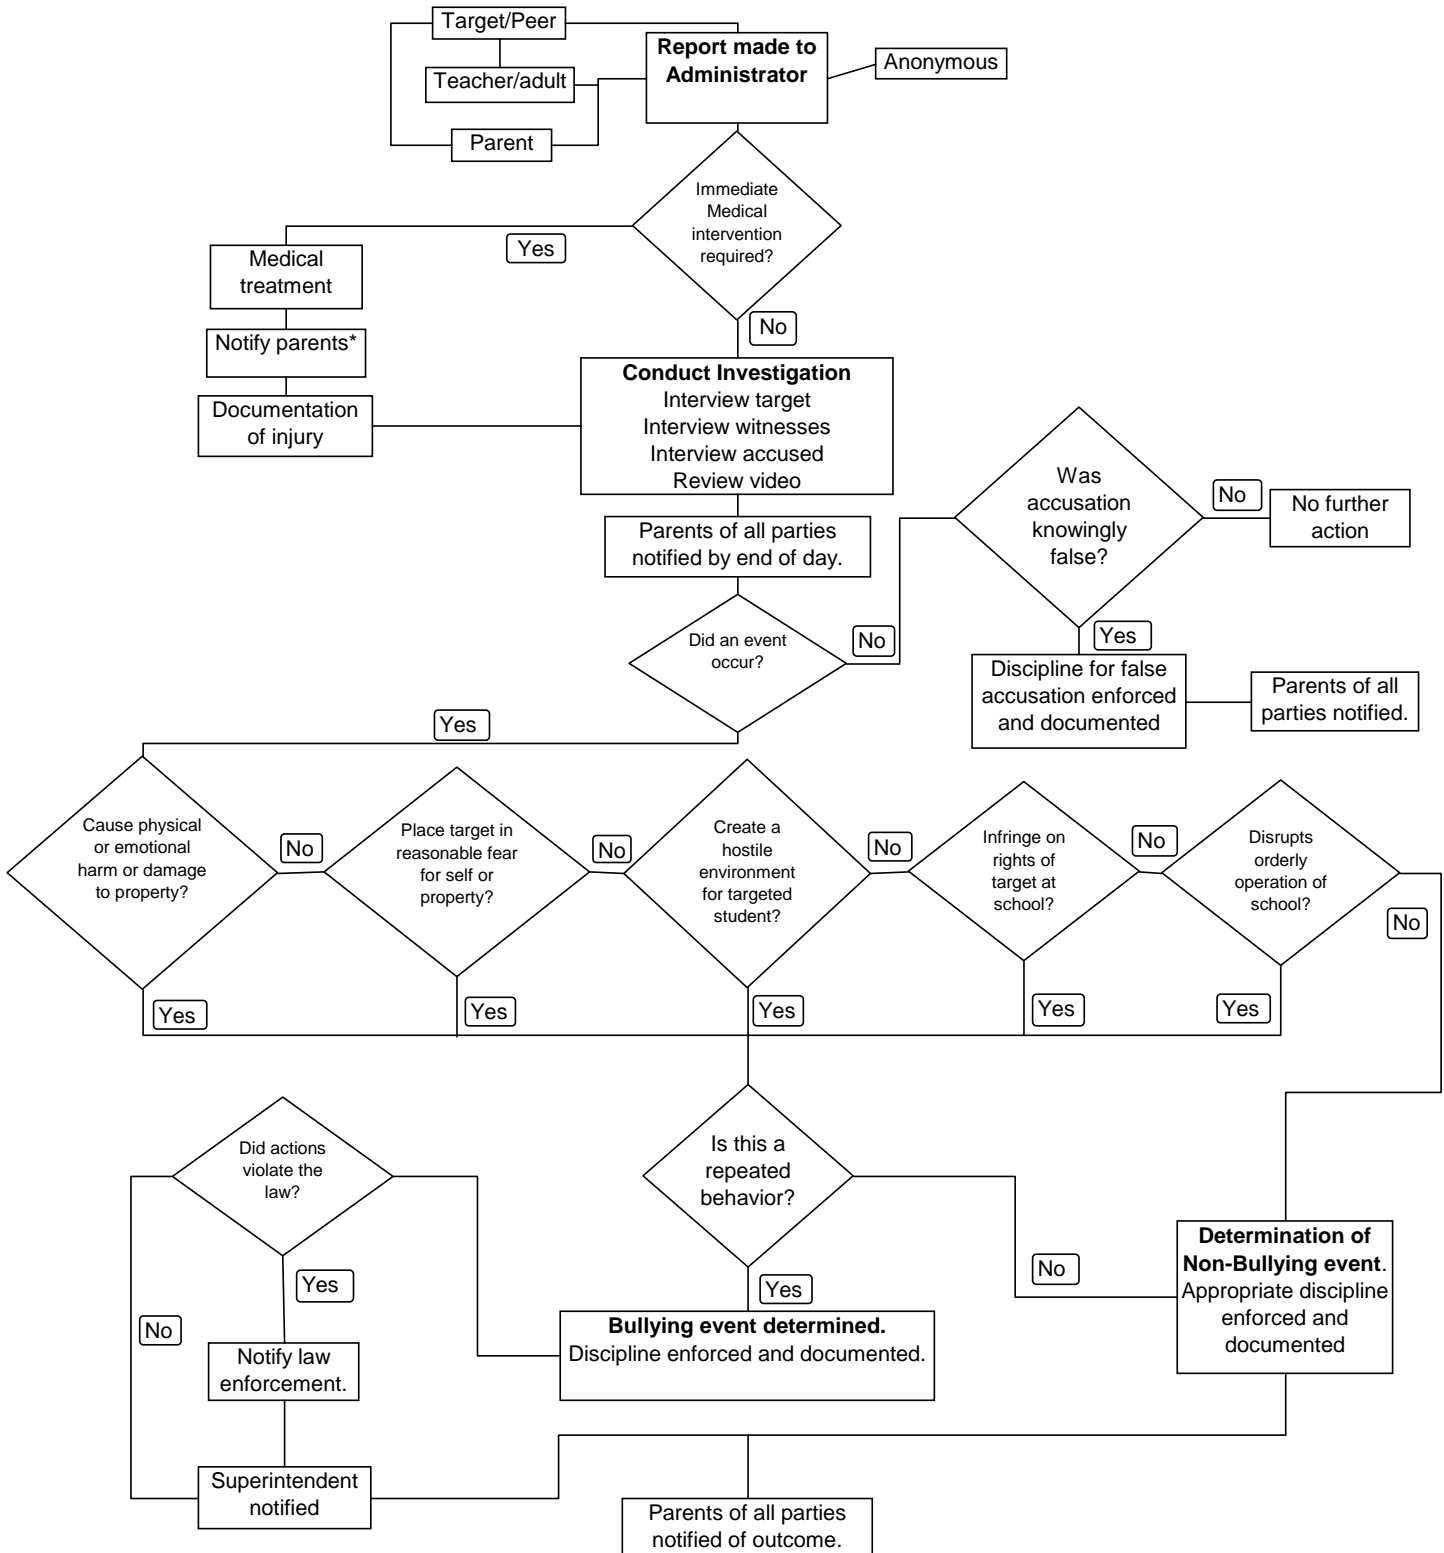 Target/Peer
Report made to
Administrator
Anonymous
Teacher/adult
Parent
Immediate
Medical
intervention
required?
Yes
Medical
treatment
No
Notify parents*
Conduct Investigation
Interview target
Interview witnesses
Interview accused
Review video
Documentation
of injury
Was
accusation
knowingly
false?
No
No further
action
Parents of all parties
notified by end of day.
Did an event
occur?
No
Yes
Discipline for false
accusation enforced
and documented
Parents of all
parties notified.
Yes
Cause physical
or emotional
harm or damage
to property?
No
Place target in
reasonable fear
for self or
property?
No
Create a
hostile
environment
for targeted
student?
No
Infringe on
rights of
target at
school?
No
Disrupts
orderly
operation of
school?
No
Yes
Yes
Yes
Yes
Yes
Did actions
violate the
law?
Is this a
repeated
behavior?
Yes
No
Yes
No
Determination of
Non-Bullying event.
Appropriate discipline
enforced and
documented
Bullying event determined.
Discipline enforced and documented.
Notify law
enforcement.
Superintendent
notified
Parents of all parties
notified of outcome.